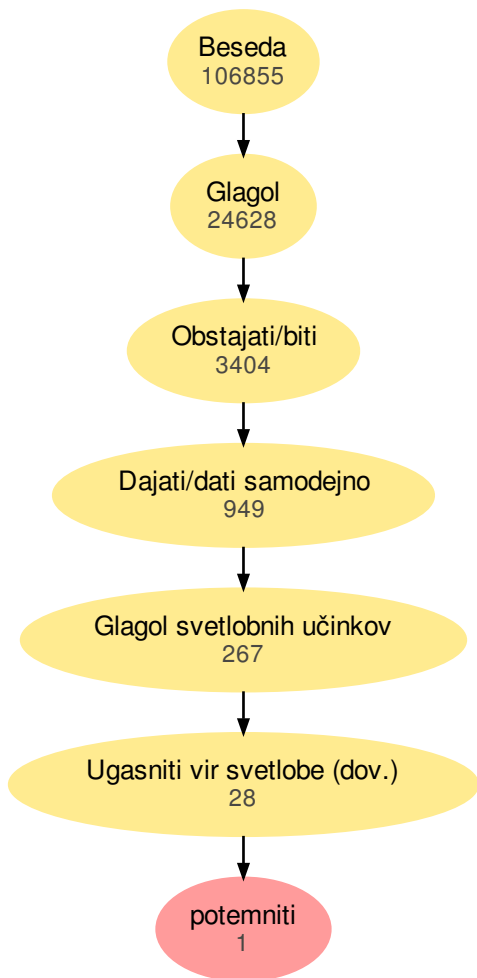 Beseda
106855
Glagol
24628
Obstajati/biti
3404
Dajati/dati samodejno
949
Glagol svetlobnih učinkov
267
Ugasniti vir svetlobe (dov.)
28
potemniti
1